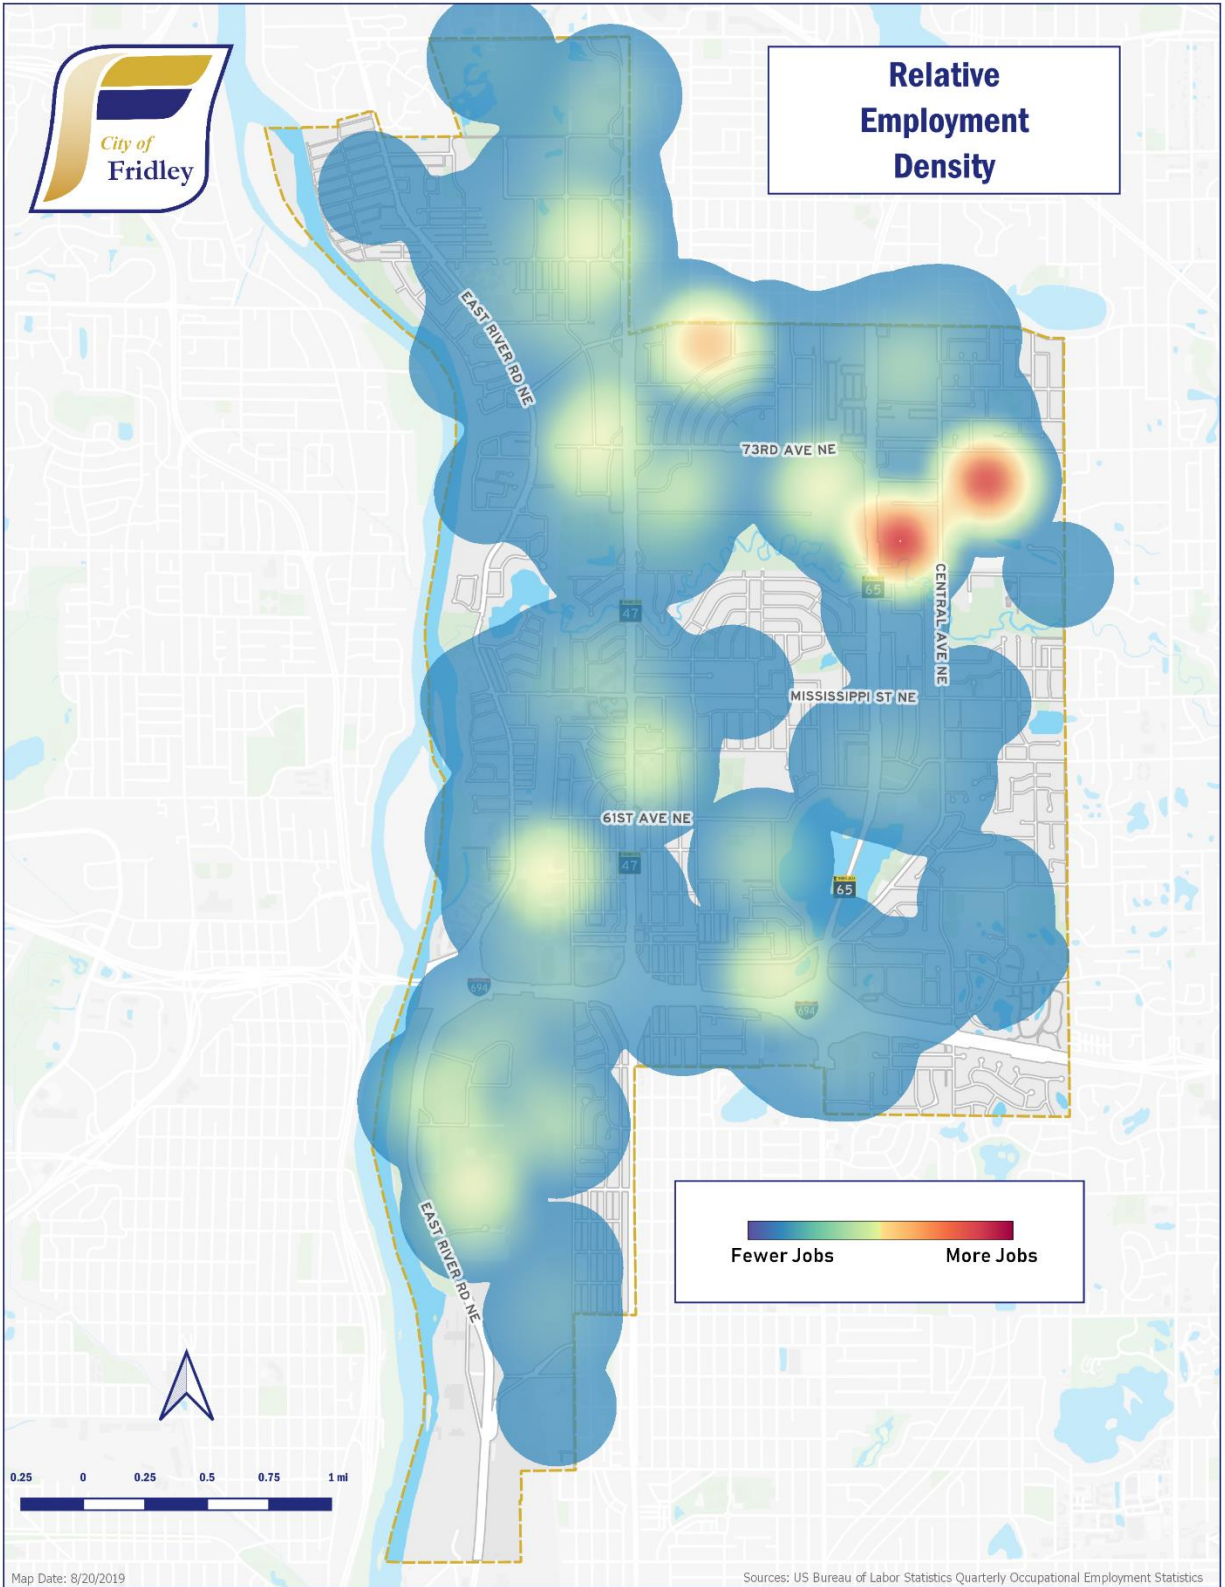 City of
Fridley
Relative
Employment
Density
EAST RIVER RD NE
73RD AVE NE
65
47
CENTRAL AVE NE
MISSISSIPPI ST NE
61ST AVE NE
47
65
694
694
Fewer Jobs
More Jobs
EAST RIVER RD NE
0.25
0
0.25
0.5
0.75
1 mi
Map Date: 8/20/2019
Sources: US Bureau of Labor Statistics Quarterly Occupational Employment Statistics